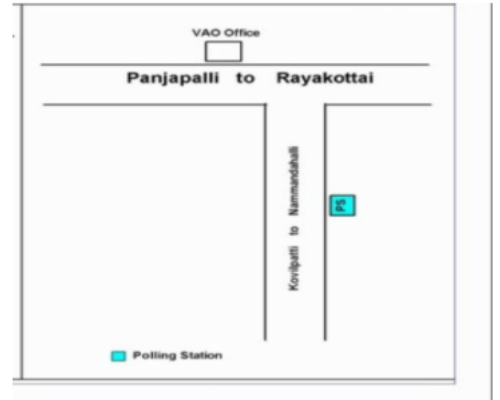 VAO Office
Panjapalli to Rayakottai
Kovilpatti to Nammandahalli
PS
Polling Station